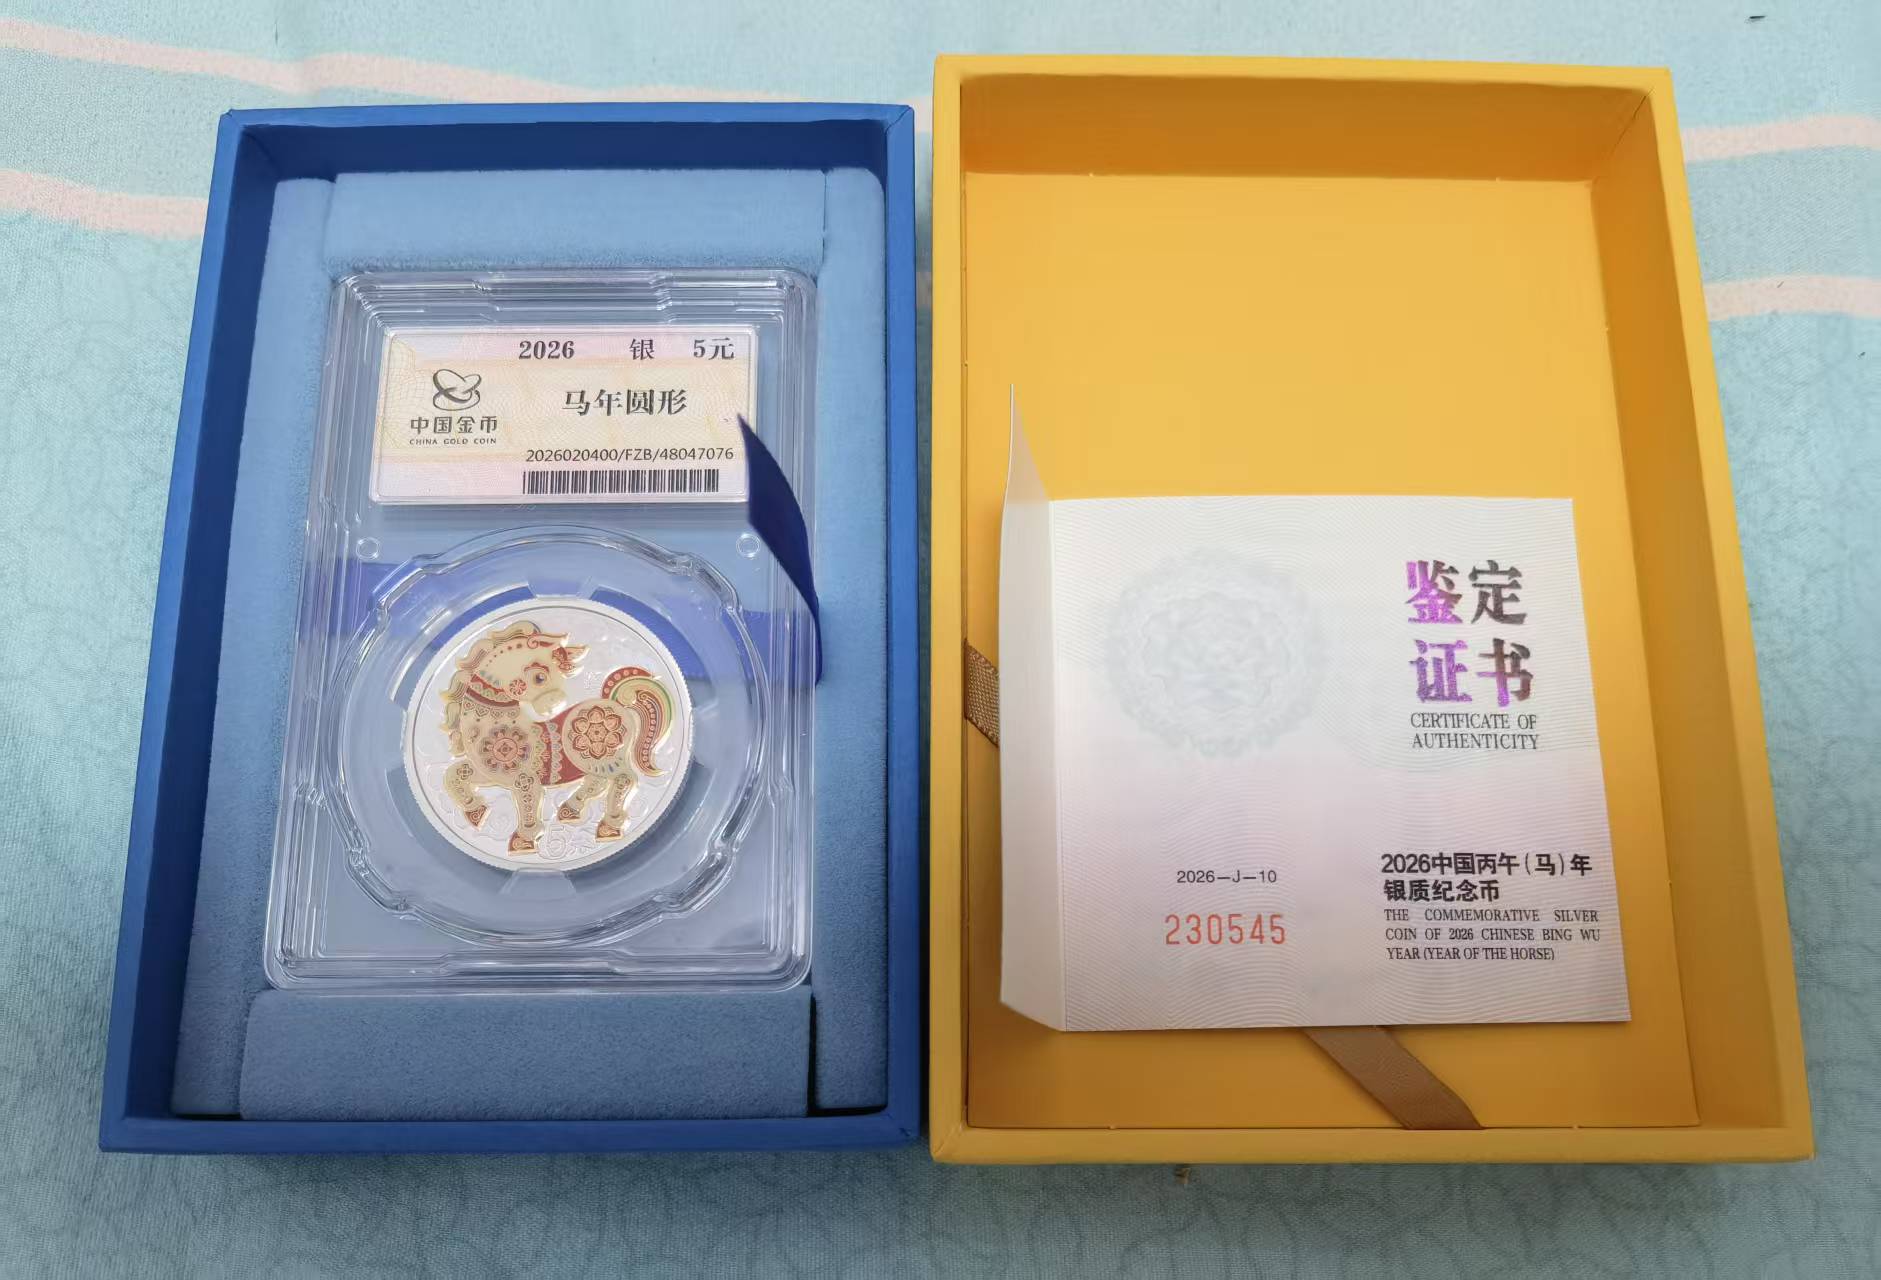 2026 银 5元
马年圆形
中国金币
CHINA GOLD COIN
2026020400/FZB/48047076
5元
鉴定
证书
CERTIFICATE OF
AUTHENTICITY
2026-J-10
230545
2026中国丙午(马)年
银质纪念币
THE COMMEMORATIVE SILVER
COIN OF 2026 CHINESE BING WU
YEAR (YEAR OF THE HORSE)